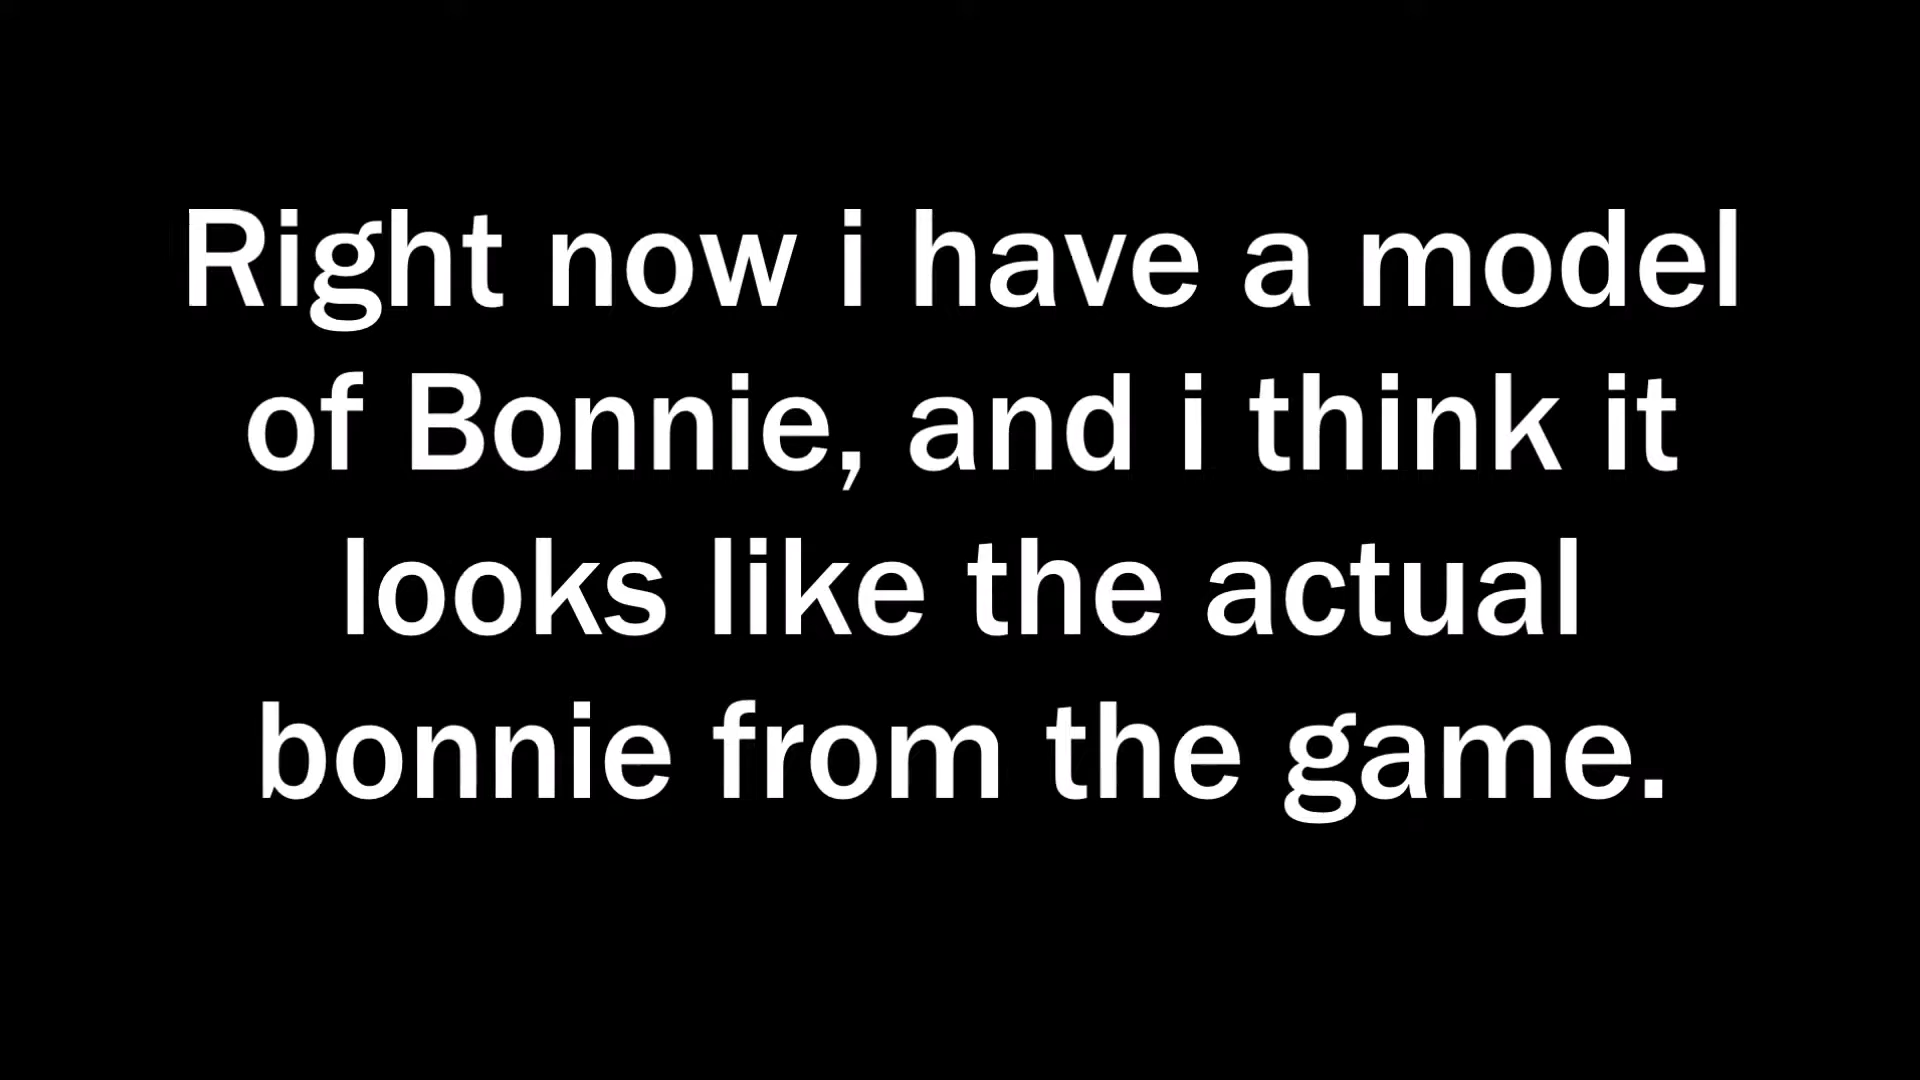 Right now i have a model
of Bonnie, and i think it
looks like the actual
bonnie from the game.